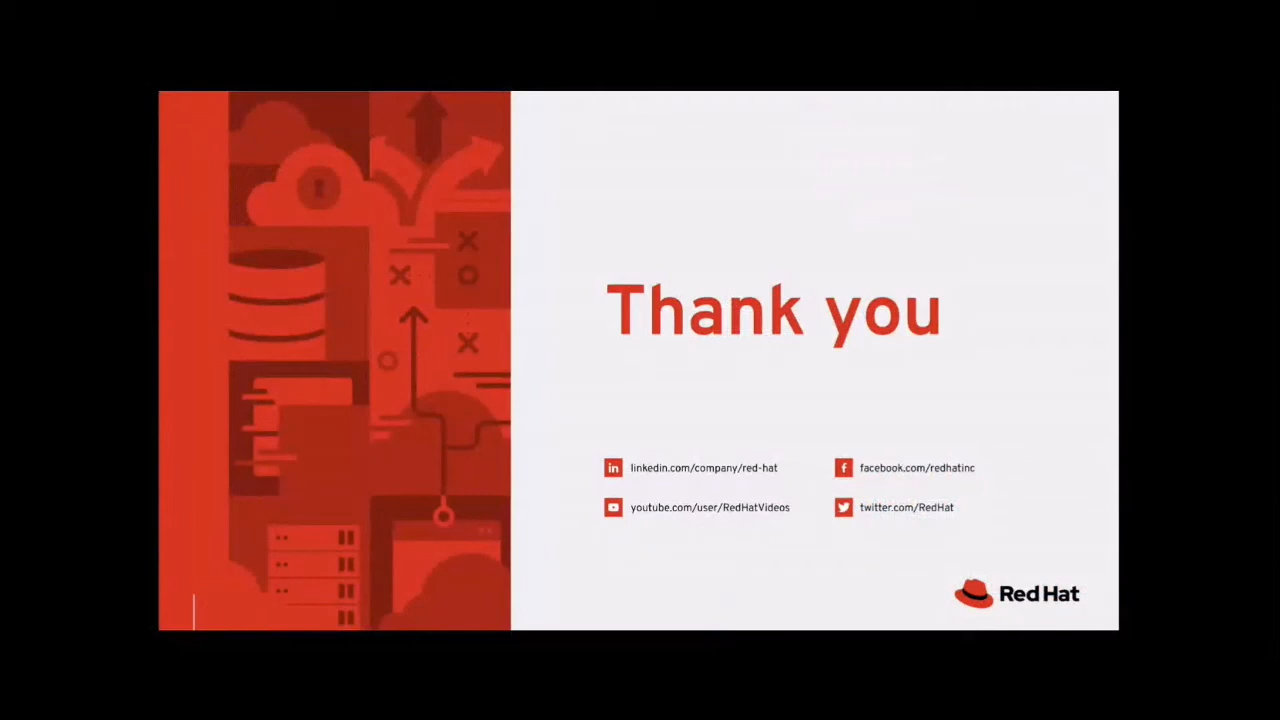 Thank you
linkedin.com/company/red-hat
facebook.com/redhatinc
youtube.com/user/RedHatVideos
twitter.com/RedHat
Red Hat